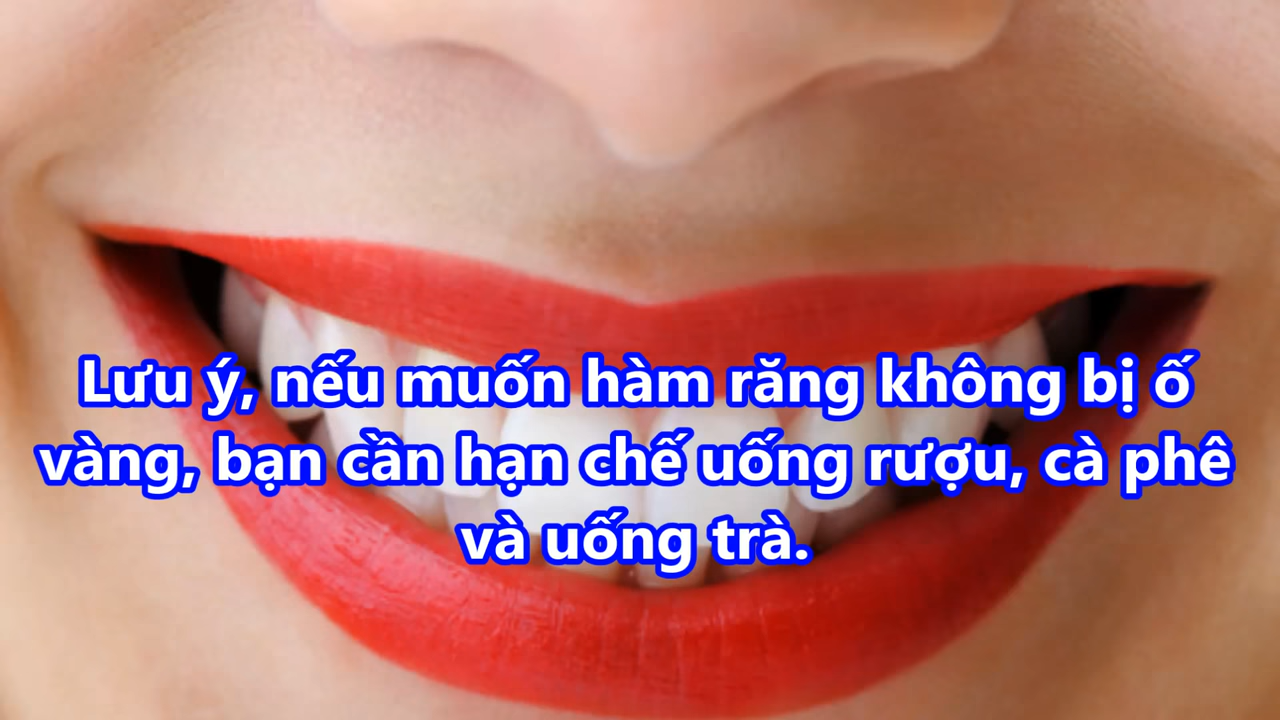 Lưu ý, nếu muốn hàm răng không bị ố
vàng, bạn cần hạn chế uống rượu, cà phê
và uống trà.